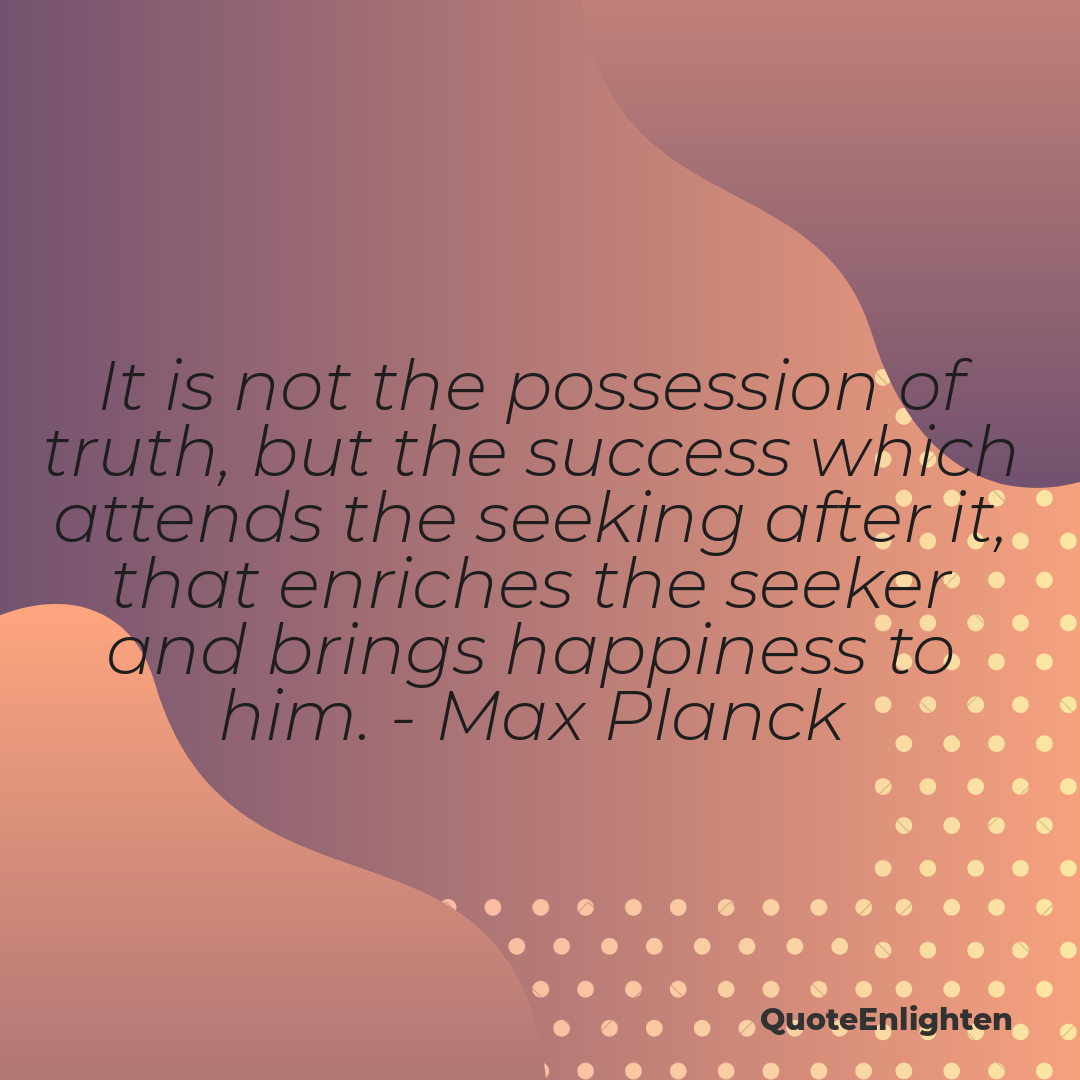 It is not the possession of
truth, but the success which
attends the seeking after it,
that enriches the seeker
and brings happiness to
him. - Max Planck
QuoteEnlighten